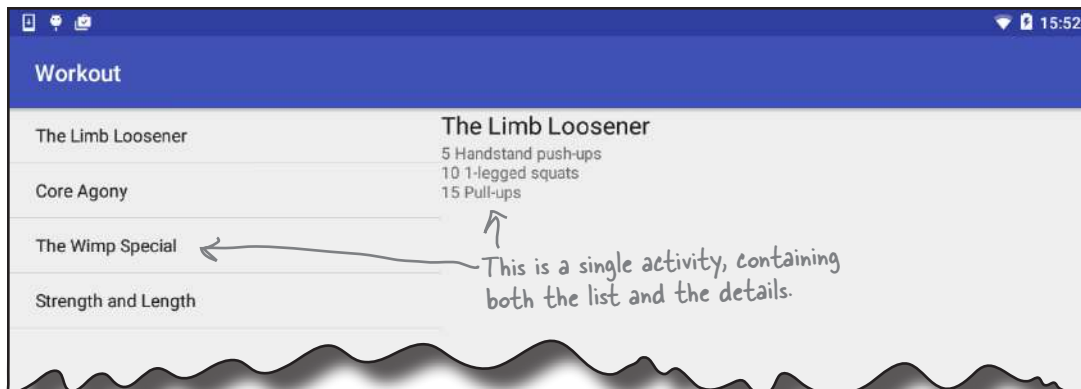 15:52
Workout
The Limb Loosener
Core Agony
The Wimp Special
Strength and Length
The Limb Loosener
5 Handstand push-ups
10 1-legged squats
15 Pull-ups
This is a single activity, containing
both the list and the details.